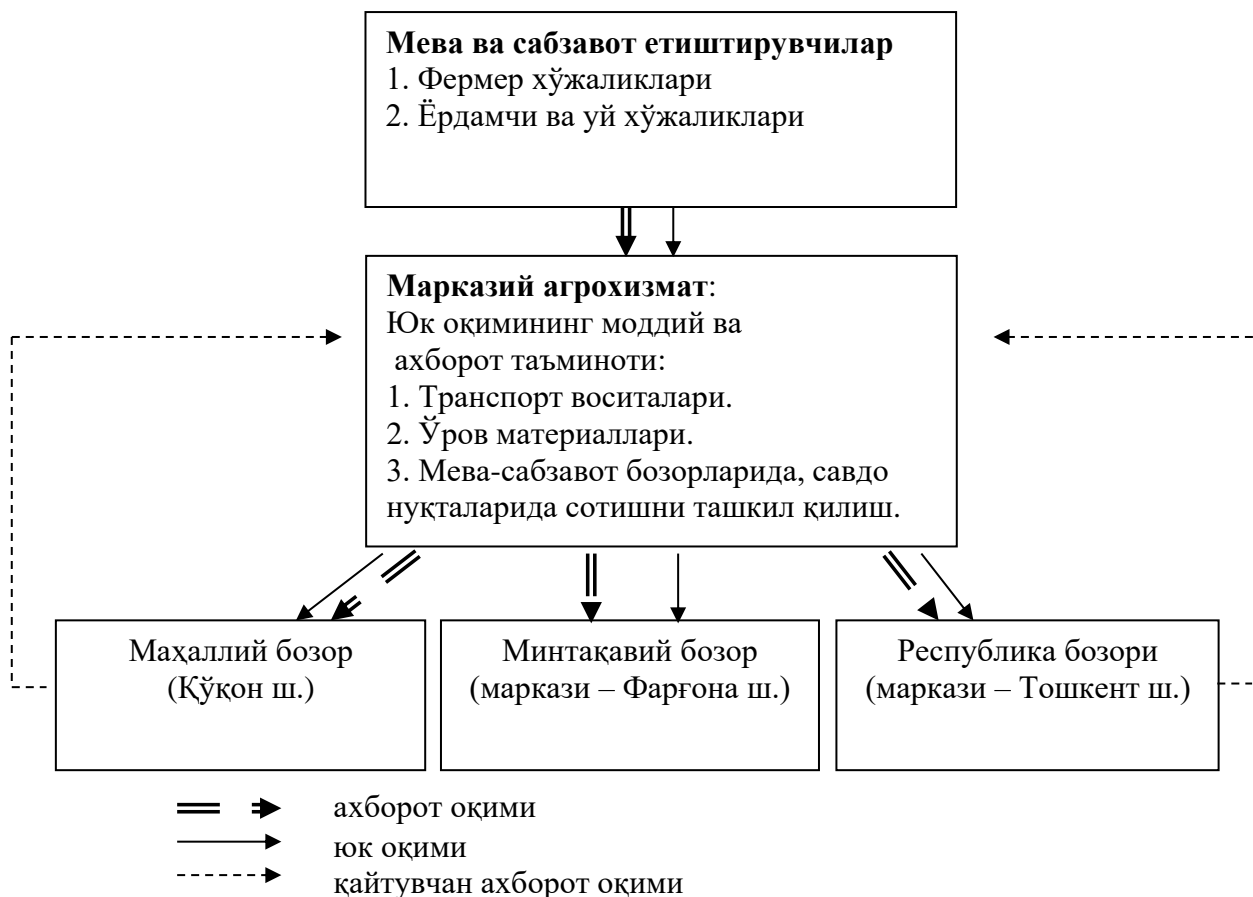 Мева ва сабзавот етиштирувчилар
1. Фермер хўжаликлари
2. Ёрдамчи ва уй хўжаликлари
Марказий агрохизмат:
Юк оқимининг моддий ва
ахборот таъминоти:
1. Транспорт воситалари.
2. Ўров материаллари.
3. Мева-сабзавот бозорларида, савдо
нуқталарида сотишни ташкил қилиш.
Маҳаллий бозор
(Қўқон ш.)
Минтақавий бозор
(маркази – Фарғона ш.)
Республика бозори
(маркази – Тошкент ш.)
ахборот оқими
юк оқими
қайтувчан ахборот оқими